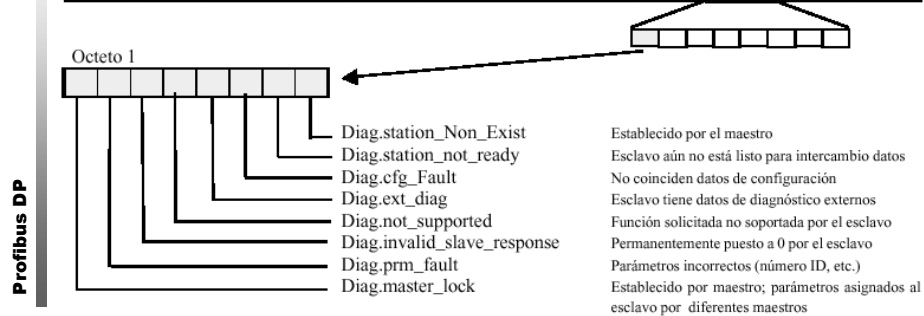 Octeto 1
Diag.station_Non_Exist Establecido por el maestro
Diag.station_not_ready Esclavo aún no está listo para intercambio datos
Diag.cfg_Fault No coinciden datos de configuración
Diag.ext_diag Esclavo tiene datos de diagnóstico externos
Diag.not_supported Función solicitada no soportada por el esclavo
Diag.invalid_slave_response Permanentemente puesto a 0 por el esclavo
Diag.prm_fault Parámetros incorrectos (número ID, etc.)
Diag.master_lock Establecido por maestro; parámetros asignados al
esclavo por diferentes maestros
Profibus DP